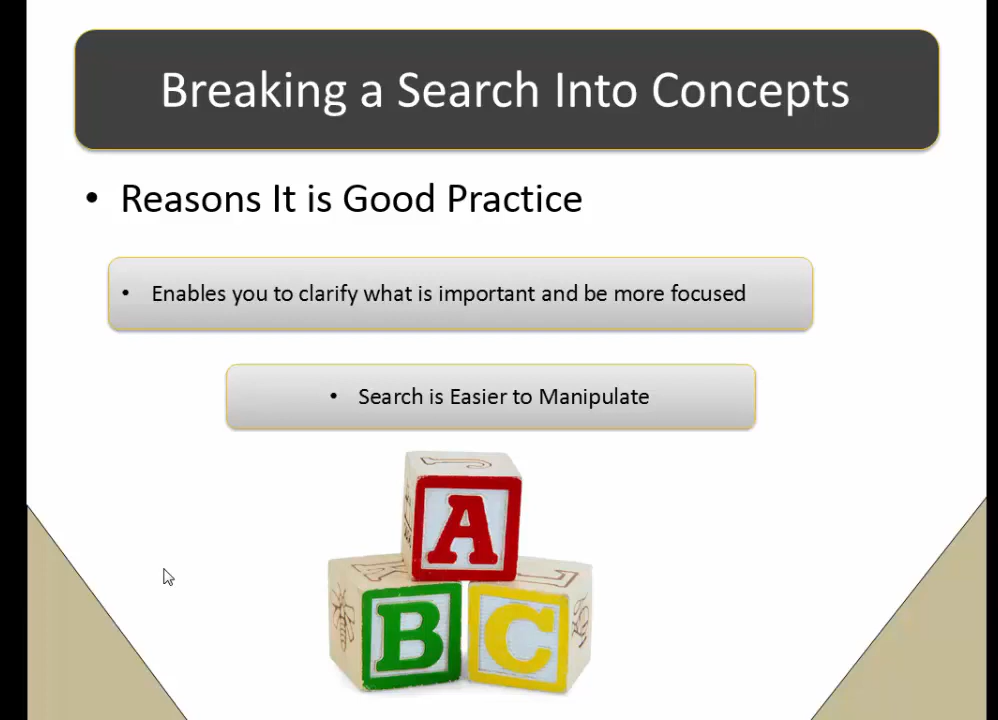 Breaking a Search Into Concepts
• Reasons It is Good Practice
• Enables you to clarify what is important and be more focused
• Search is Easier to Manipulate
A
B C